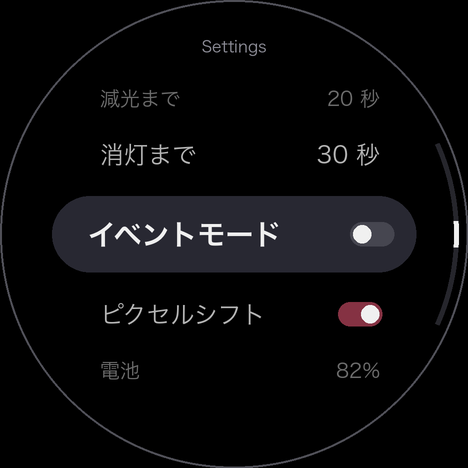 Settings
減光まで 20 秒
消灯まで 30 秒
イベントモード
ピクセルシフト
電池 82%